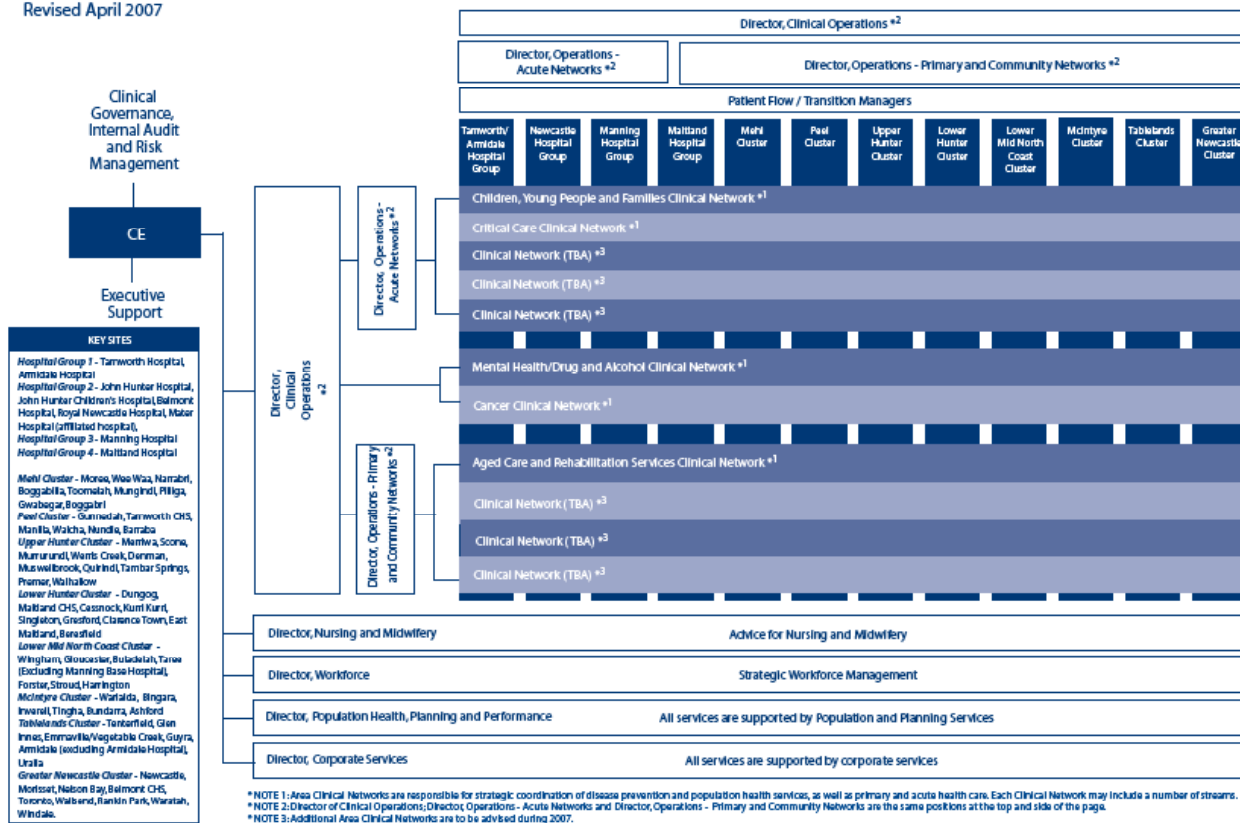 Revised April 2007
Director, Clinical Operations *2
Director, Operations -
Acute Networks *2
Director, Operations - Primary and Community Networks *2
Patient Flow / Transition Managers
Tamworth/
Armidale
Hospital
Group
Newcastle
Hospital
Group
Manning
Hospital
Group
Maitland
Hospital
Group
Mehi
Cluster
Peel
Cluster
Upper
Hunter
Cluster
Lower
Hunter
Cluster
Lower
Mid North
Coast
Cluster
McIntyre
Cluster
Tablelands
Cluster
Greater
Newcastle
Cluster
Clinical
Governance,
Internal Audit
and Risk
Management
CE
Executive
Support
Director,
Clinical
Operations
*2
Director, Operations -
Acute Networks *2
Children, Young People and Families Clinical Network *1
Critical Care Clinical Network *1
Clinical Network (TBA) *3
Clinical Network (TBA) *3
Clinical Network (TBA) *3
Mental Health/Drug and Alcohol Clinical Network *1
Cancer Clinical Network *1
Director, Operations - Primary
and Community Networks *2
Aged Care and Rehabilitation Services Clinical Network *1
Clinical Network (TBA) *3
Clinical Network (TBA) *3
Clinical Network (TBA) *3
KEY SITES
Hospital Group 1 - Tamworth Hospital,
Armidale Hospital
Hospital Group 2 - John Hunter Hospital,
John Hunter Children's Hospital, Belmont
Hospital, Royal Newcastle Hospital, Mater
Hospital (affiliated hospital),
Hospital Group 3 - Manning Hospital
Hospital Group 4 - Maitland Hospital
Mehi Cluster - Moree, Wee Waa, Narrabri,
Boggabilla, Toomelah, Mungindi, Pilliga,
Gwabegar, Boggabri
Peel Cluster - Gunnedah, Tamworth CHS,
Manilla, Walcha, Nundle, Barraba
Upper Hunter Cluster - Merriwa, Scone,
Murrurundi, Werris Creek, Denman,
Muswellbrook, Quirindi, Tambar Springs,
Premer, Walhallow
Lower Hunter Cluster - Dungog,
Maitland CHS, Cessnock, Kurri Kurri,
Singleton, Gresford, Clarence Town, East
Maitland, Beresfield
Lower Mid North Coast Cluster -
Wingham, Gloucester, Buladelah, Taree
(Excluding Manning Base Hospital),
Forster, Stroud, Harrington
McIntyre Cluster - Warialda, Bingara,
Inverell, Tingha, Bundarra, Ashford
Tablelands Cluster - Tenterfield, Glen
Innes, Emmaville/Vegetable Creek, Guyra,
Armidale (excluding Armidale Hospital),
Uralla
Greater Newcastle Cluster - Newcastle,
Morisset, Nelson Bay, Belmont CHS,
Toronto, Wallsend, Rankin Park, Waratah,
Windale.
Director, Nursing and Midwifery Advice for Nursing and Midwifery
Director, Workforce Strategic Workforce Management
Director, Population Health, Planning and Performance All services are supported by Population and Planning Services
Director, Corporate Services All services are supported by corporate services
*NOTE 1: Area Clinical Networks are responsible for strategic coordination of disease prevention and population health services, as well as primary and acute health care. Each Clinical Network may include a number of streams.
*NOTE 2: Director of Clinical Operations; Director, Operations - Acute Networks and Director, Operations - Primary and Community Networks are the same positions at the top and side of the page.
*NOTE 3: Additional Area Clinical Networks are to be advised during 2007.